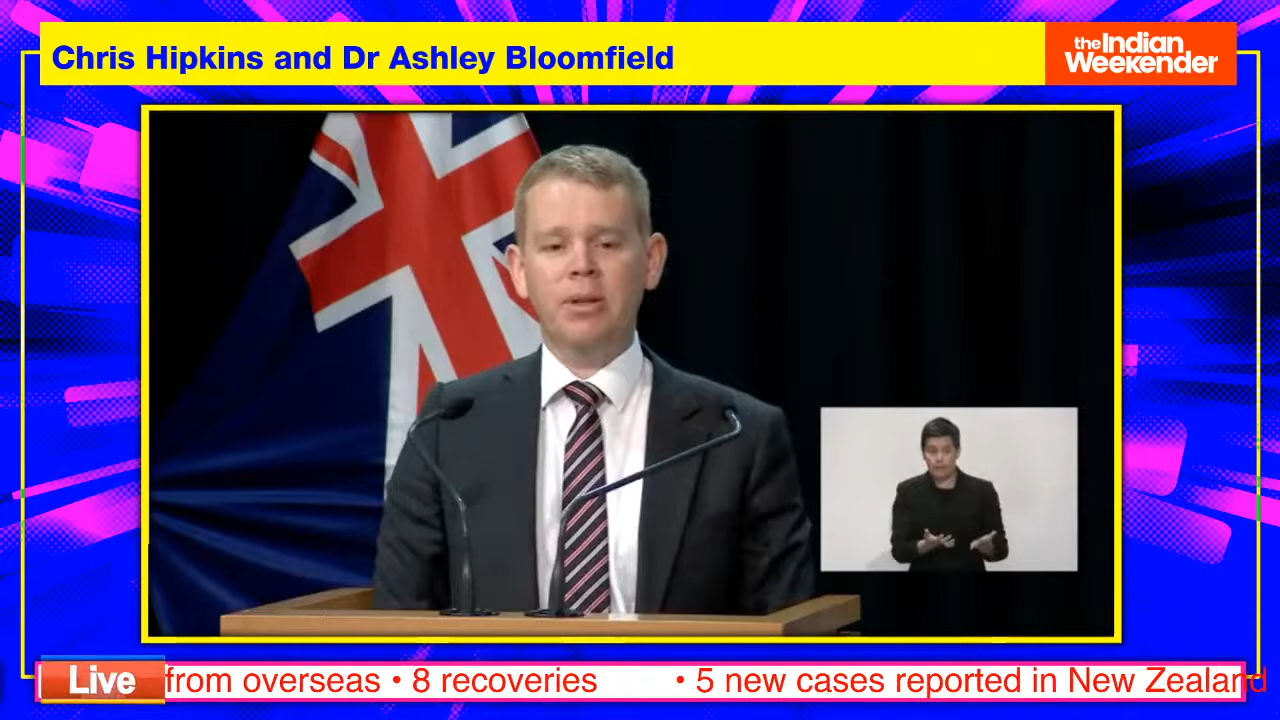 Chris Hipkins and Dr Ashley Bloomfield
the Indian
Weekender
Live
from overseas • 8 recoveries • 5 new cases reported in New Zealand